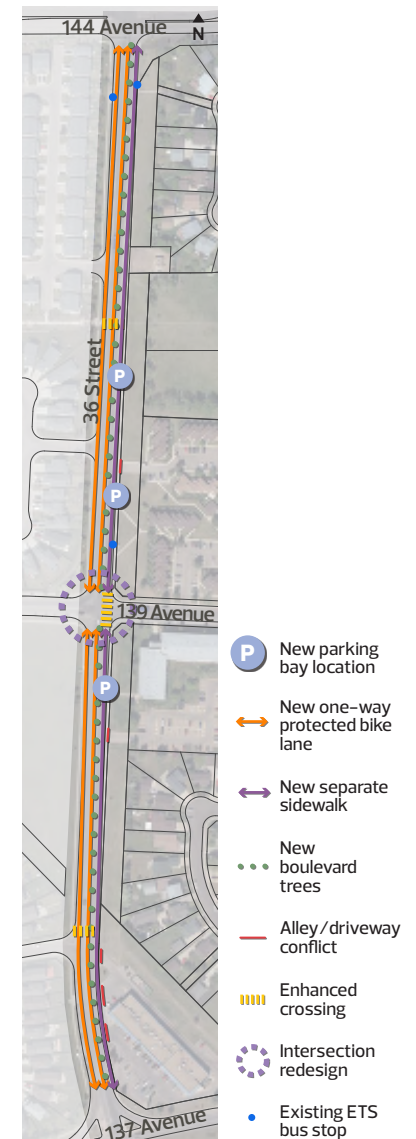 144 Avenue
N
36 Street
P
P
139 Avenue
P
137 Avenue
P
New parking
bay location
New one-way
protected bike
lane
New separate
sidewalk
New
boulevard
trees
Alley/driveway
conflict
Enhanced
crossing
Intersection
redesign
Existing ETS
bus stop